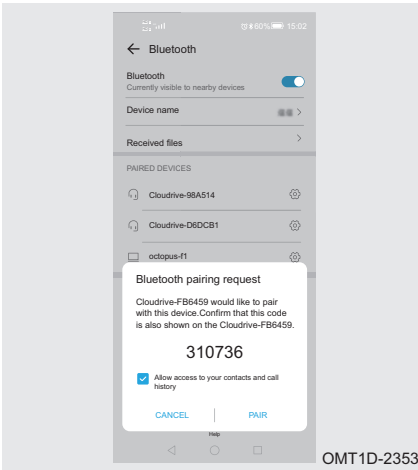 60% 15:02
Bluetooth
Bluetooth
Currently visible to nearby devices
Device name
Received files
PAIRED DEVICES
Cloudrive-98A514
Cloudrive-D6DCB1
octopus-f1
Bluetooth pairing request
Cloudrive-FB6459 would like to pair
with this device.Confirm that this code
is also shown on the Cloudrive-FB6459.
310736
Allow access to your contacts and call
history
CANCEL PAIR
Help
OMT1D-2353